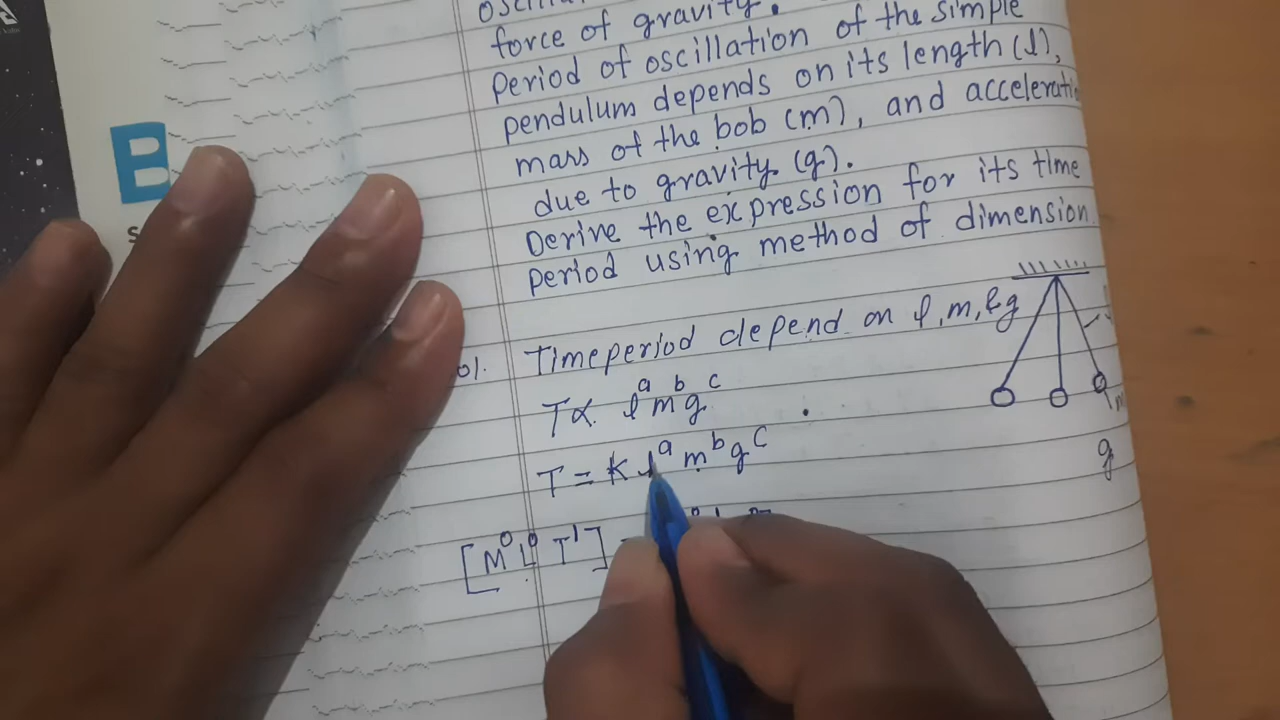 force of gravity.
Period of oscillation of the simple
pendulum depends on its length (l),
mass of the bob (m), and
due to gravity (g).
Derive the expression for its time
period using method of dimension
Timeperiod depend on l, m, & g
T ∝ l^a m^b g^c
T = K l^a m^b g^c
g
[M^0 L^0 T^1]
B